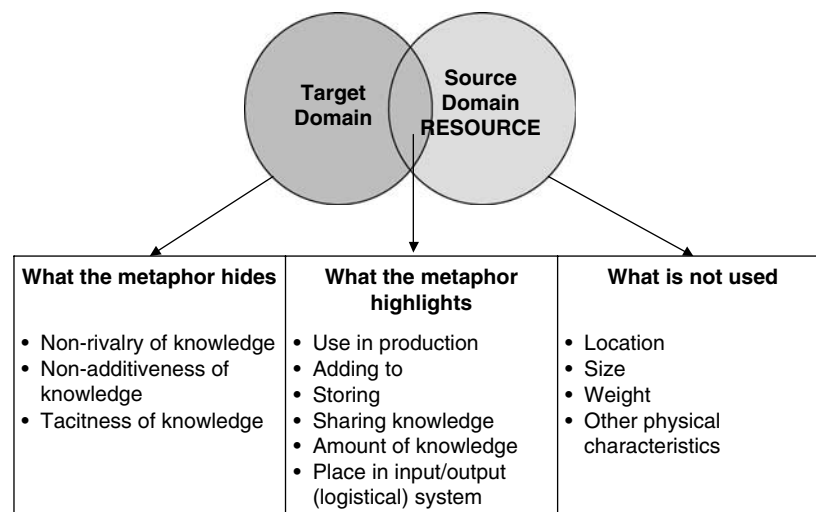 Target
Domain
Source
Domain
RESOURCE
What the metaphor hides
• Non-rivalry of knowledge
• Non-additiveness of
knowledge
• Tacitness of knowledge
What the metaphor
highlights
• Use in production
• Adding to
• Storing
• Sharing knowledge
• Amount of knowledge
• Place in input/output
(logistical) system
What is not used
• Location
• Size
• Weight
• Other physical
characteristics